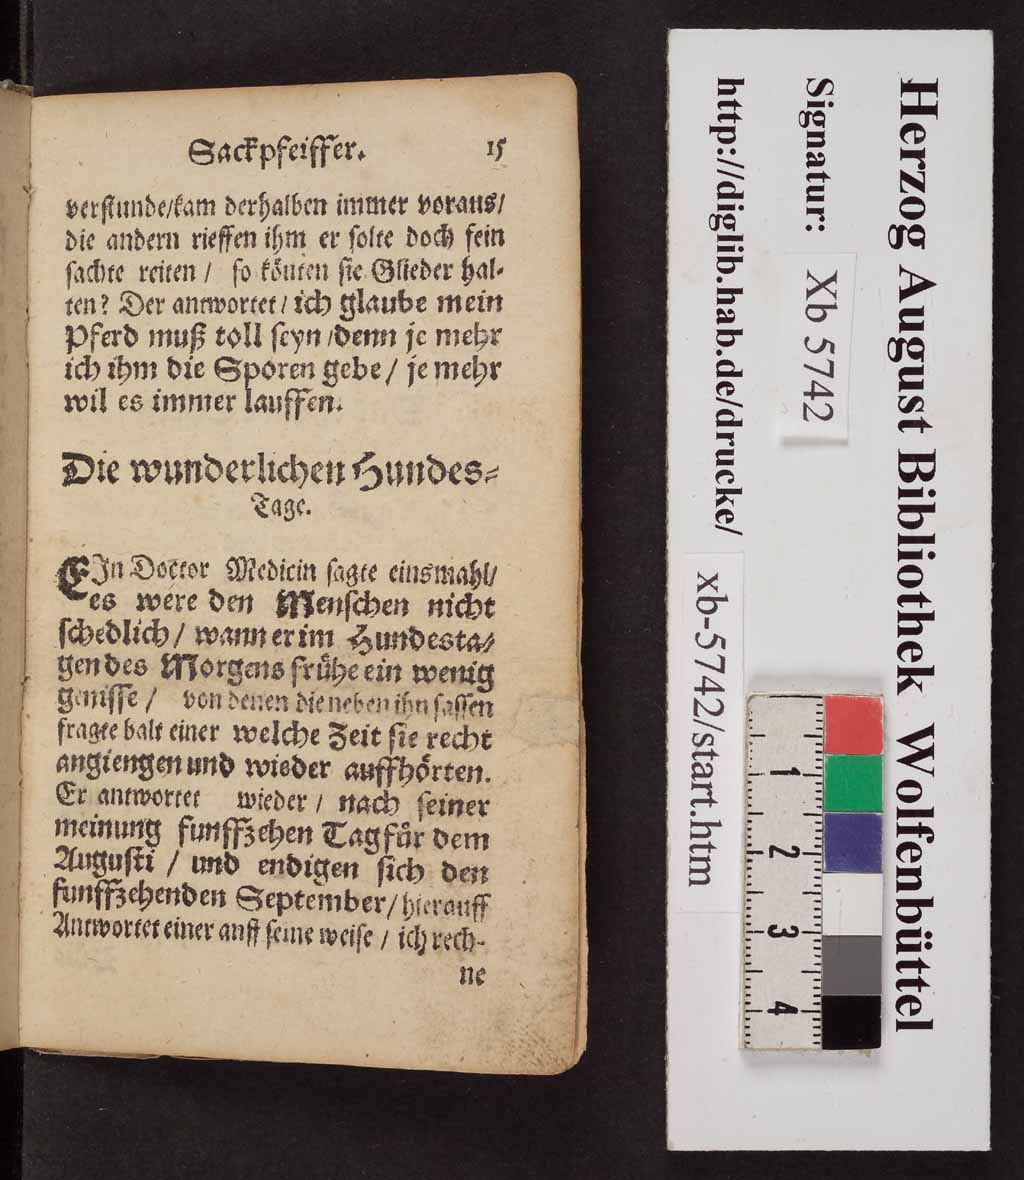 Sackpfeiffer. 15
verstunde/kam derhalben immer voraus/
die andern rieffen ihm er solte doch fein
sachte reiten / so könten sie Glieder hal-
ten? Der antwortet / ich glaube mein
Pferd muß toll seyn /denn je mehr
ich ihm die Sporen gebe / je mehr
wil es immer lauffen.
Die wunderlichen Hundes-
Tage.
EJn Doctor Medicin sagte einsmahl/
es were den Menschen nicht
schedlich / wann er im Hundesta-
gen des Morgens frühe ein wenig
genisse / von denen die neben ihn sassen
fragte balt einer welche Zeit sie recht
angiengen und wieder auffhörten.
Er antwortet wieder / nach seiner
meinung funffzehen Tag für dem
Augusti / und endigen sich den
funffzehenden September / hierauff
Antwortet einer auff seine weise / ich rech-
ne
Herzog August Bibliothek Wolfenbüttel
Signatur: Xb 5742
http://diglib.hab.de/drucke/ xb-5742/start.htm
1
2
3
4